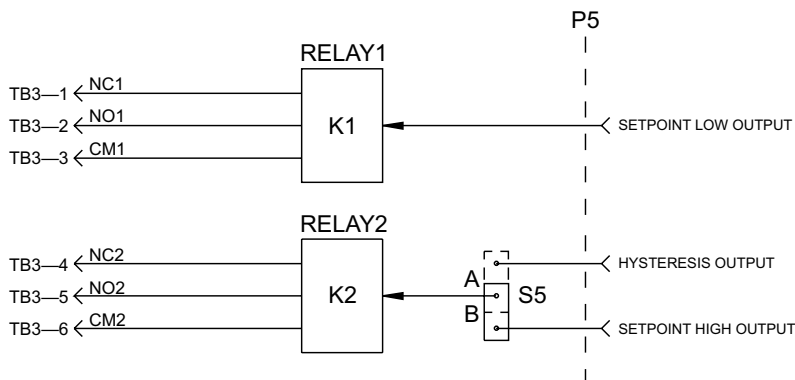 P5
RELAY1
TB3—1 NC1
TB3—2 NO1
TB3—3 CM1
K1
SETPOINT LOW OUTPUT
RELAY2
TB3—4 NC2
TB3—5 NO2
TB3—6 CM2
K2
A
B
S5
HYSTERESIS OUTPUT
SETPOINT HIGH OUTPUT